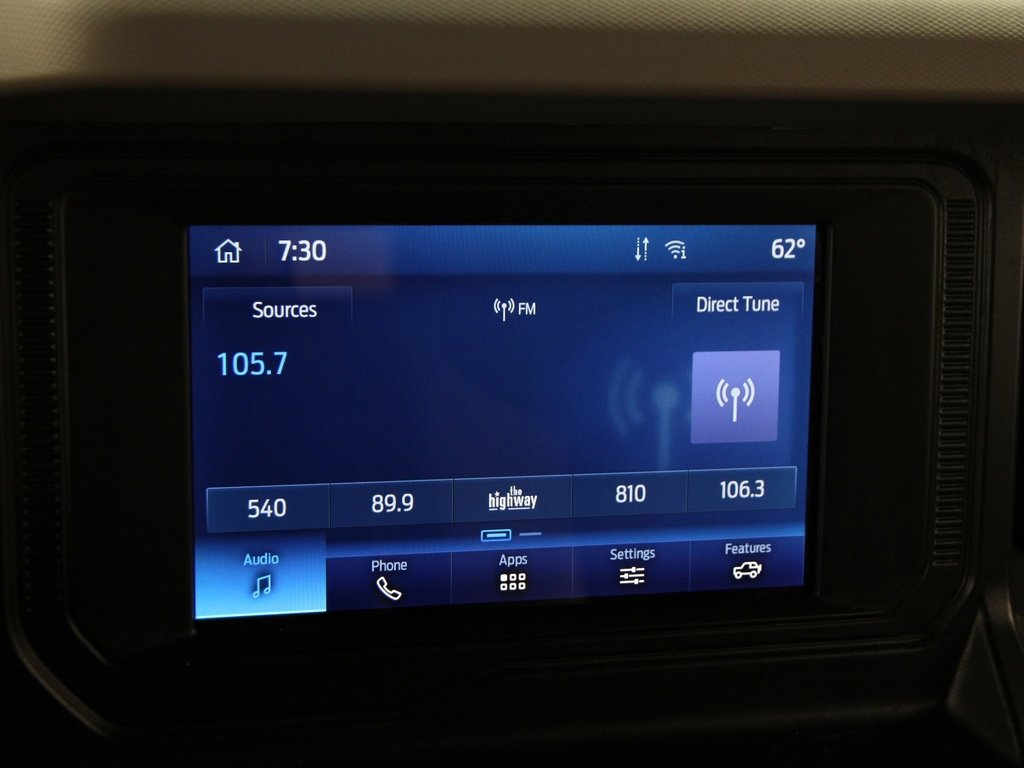 7:30 62°
Sources FM Direct Tune
105.7
540 89.9 the highway 810 106.3
Audio Phone Apps Settings Features